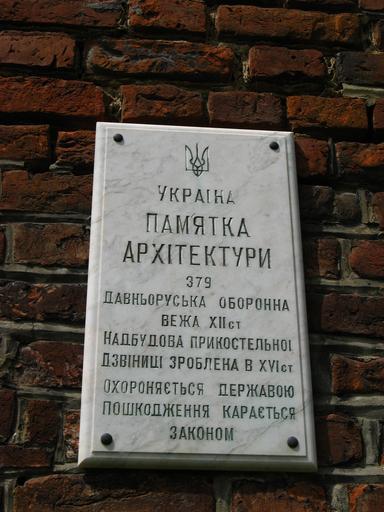 УКРАЇНА
ПАМЯТКА
АРХІТЕКТУРИ
379
ДАВНЬОРУСЬКА ОБОРОННА
ВЕЖА XII СТ
НАДБУДОВА ПРИКОСТЕЛЬНОЇ
ДЗВІНИЦІ ЗРОБЛЕНА В XVI СТ
ОХОРОНЯЄТЬСЯ ДЕРЖАВОЮ
ПОШКОДЖЕННЯ КАРАЄТЬСЯ
ЗАКОНОМ